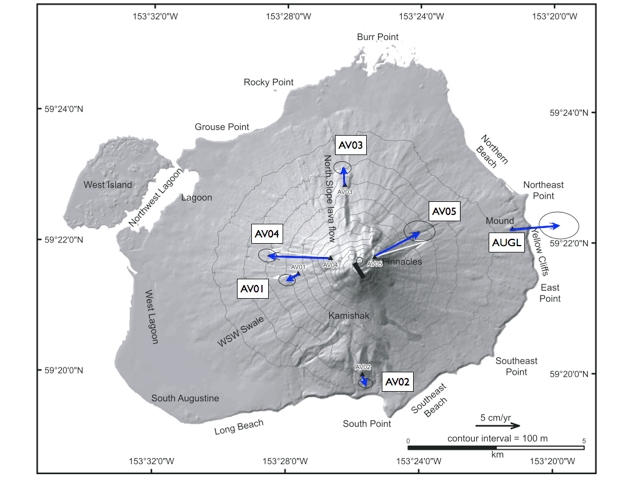 153°32'0"W
153°28'0"W
153°24'0"W
153°20'0"W
Burr Point
Rocky Point
59°24'0"N
59°24'0"N
Grouse Point
AV03
Northern
Beach
North Slope lava flow
West Island
Northwest Lagoon
AV03
Northeast
Point
Lagoon
AV05
Mound
AV04
59°22'0"N
AUGL
59°22'0"N
Yellow Cliffs
AV04
AV05
Pinnacles
AV01
AV01
East
Point
West Lagoon
WSW Swale
Kamishak
Southeast
Point
59°20'0"N
AV02
59°20'0"N
AV02
South Augustine
Southeast
Beach
Long Beach
South Point
5 cm/yr
contour interval = 100 m
0
5
km
153°32'0"W
153°28'0"W
153°24'0"W
153°20'0"W